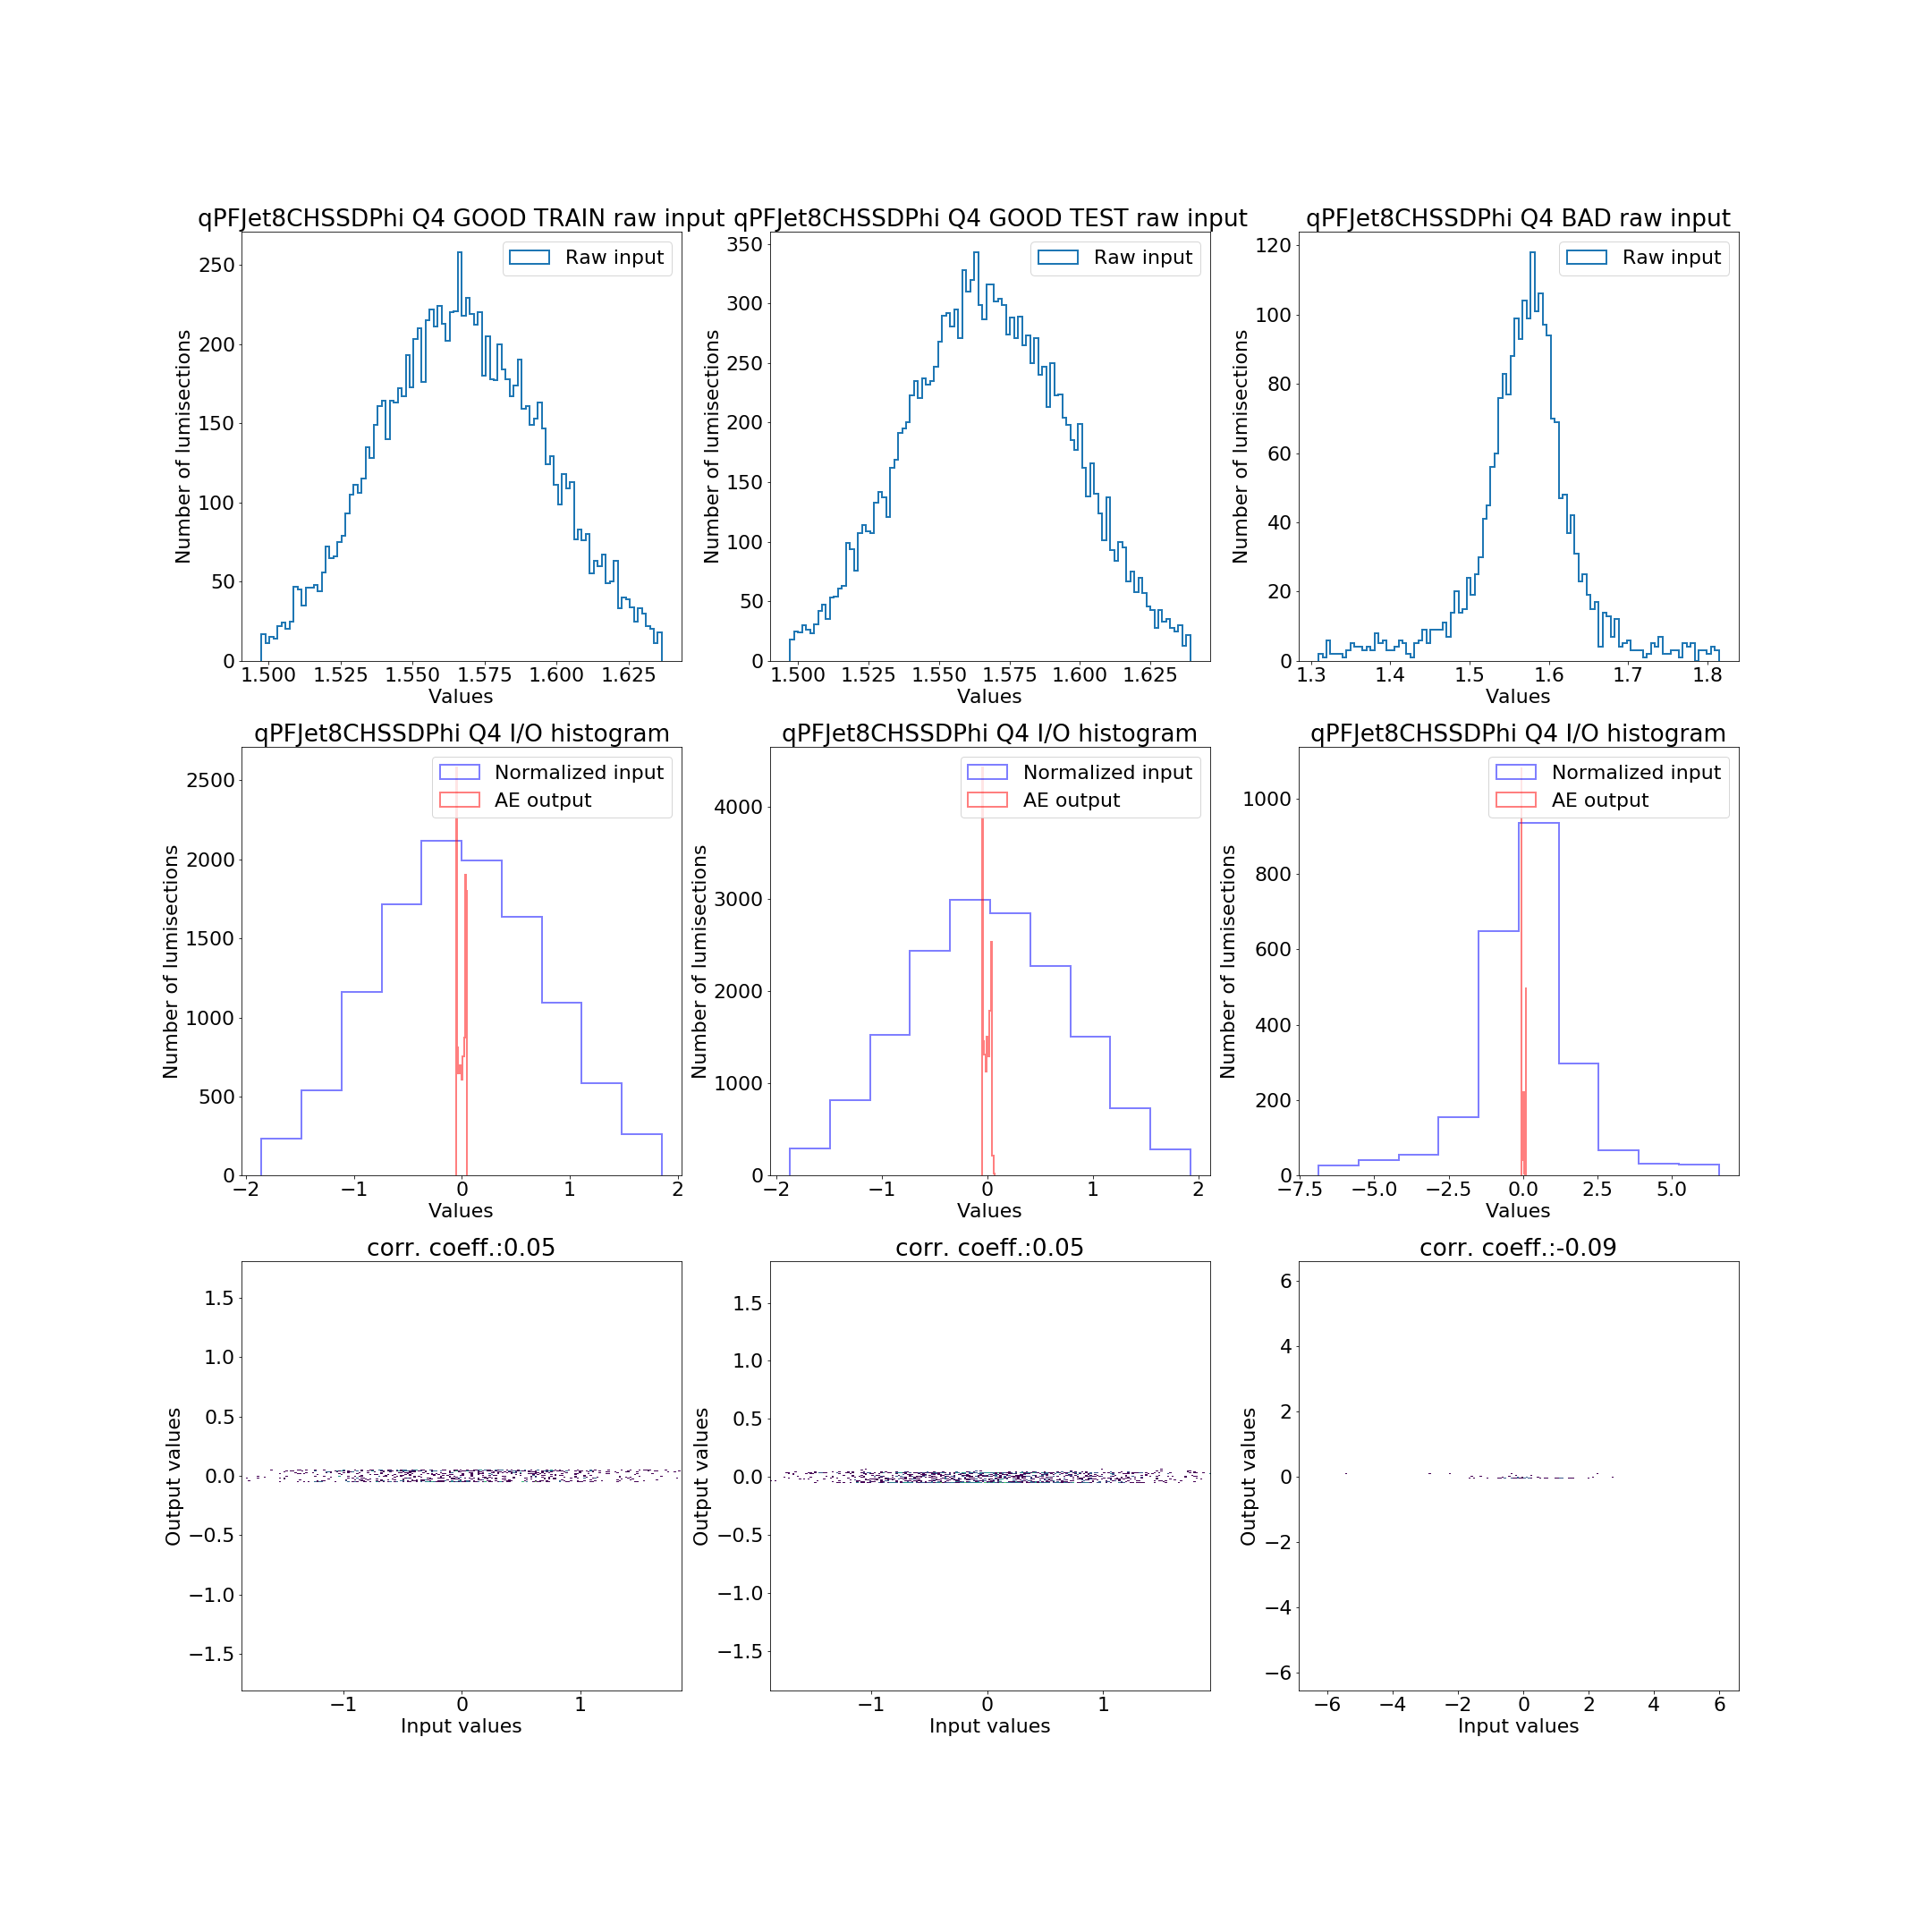 qPFJet8CHSSDPhi Q4 GOOD TRAIN raw input
Raw input
Number of lumisections
250
200
150
100
50
0
1.500 1.525 1.550 1.575 1.600 1.625
Values
qPFJet8CHSSDPhi Q4 GOOD TEST raw input
Raw input
Number of lumisections
350
300
250
200
150
100
50
0
1.500 1.525 1.550 1.575 1.600 1.625
Values
qPFJet8CHSSDPhi Q4 BAD raw input
Raw input
Number of lumisections
120
100
80
60
40
20
0
1.3 1.4 1.5 1.6 1.7 1.8
Values
qPFJet8CHSSDPhi Q4 I/O histogram
Normalized input
AE output
Number of lumisections
2500
2000
1500
1000
500
0
−2 −1 0 1 2
Values
qPFJet8CHSSDPhi Q4 I/O histogram
Normalized input
AE output
Number of lumisections
4000
3000
2000
1000
0
−2 −1 0 1 2
Values
qPFJet8CHSSDPhi Q4 I/O histogram
Normalized input
AE output
Number of lumisections
1000
800
600
400
200
0
−7.5 −5.0 −2.5 0.0 2.5 5.0
Values
corr. coeff.:0.05
Output values
1.5
1.0
0.5
0.0
−0.5
−1.0
−1.5
−1 0 1
Input values
corr. coeff.:0.05
Output values
1.5
1.0
0.5
0.0
−0.5
−1.0
−1.5
−1 0 1
Input values
corr. coeff.:-0.09
Output values
6
4
2
0
−2
−4
−6
−6 −4 −2 0 2 4 6
Input values